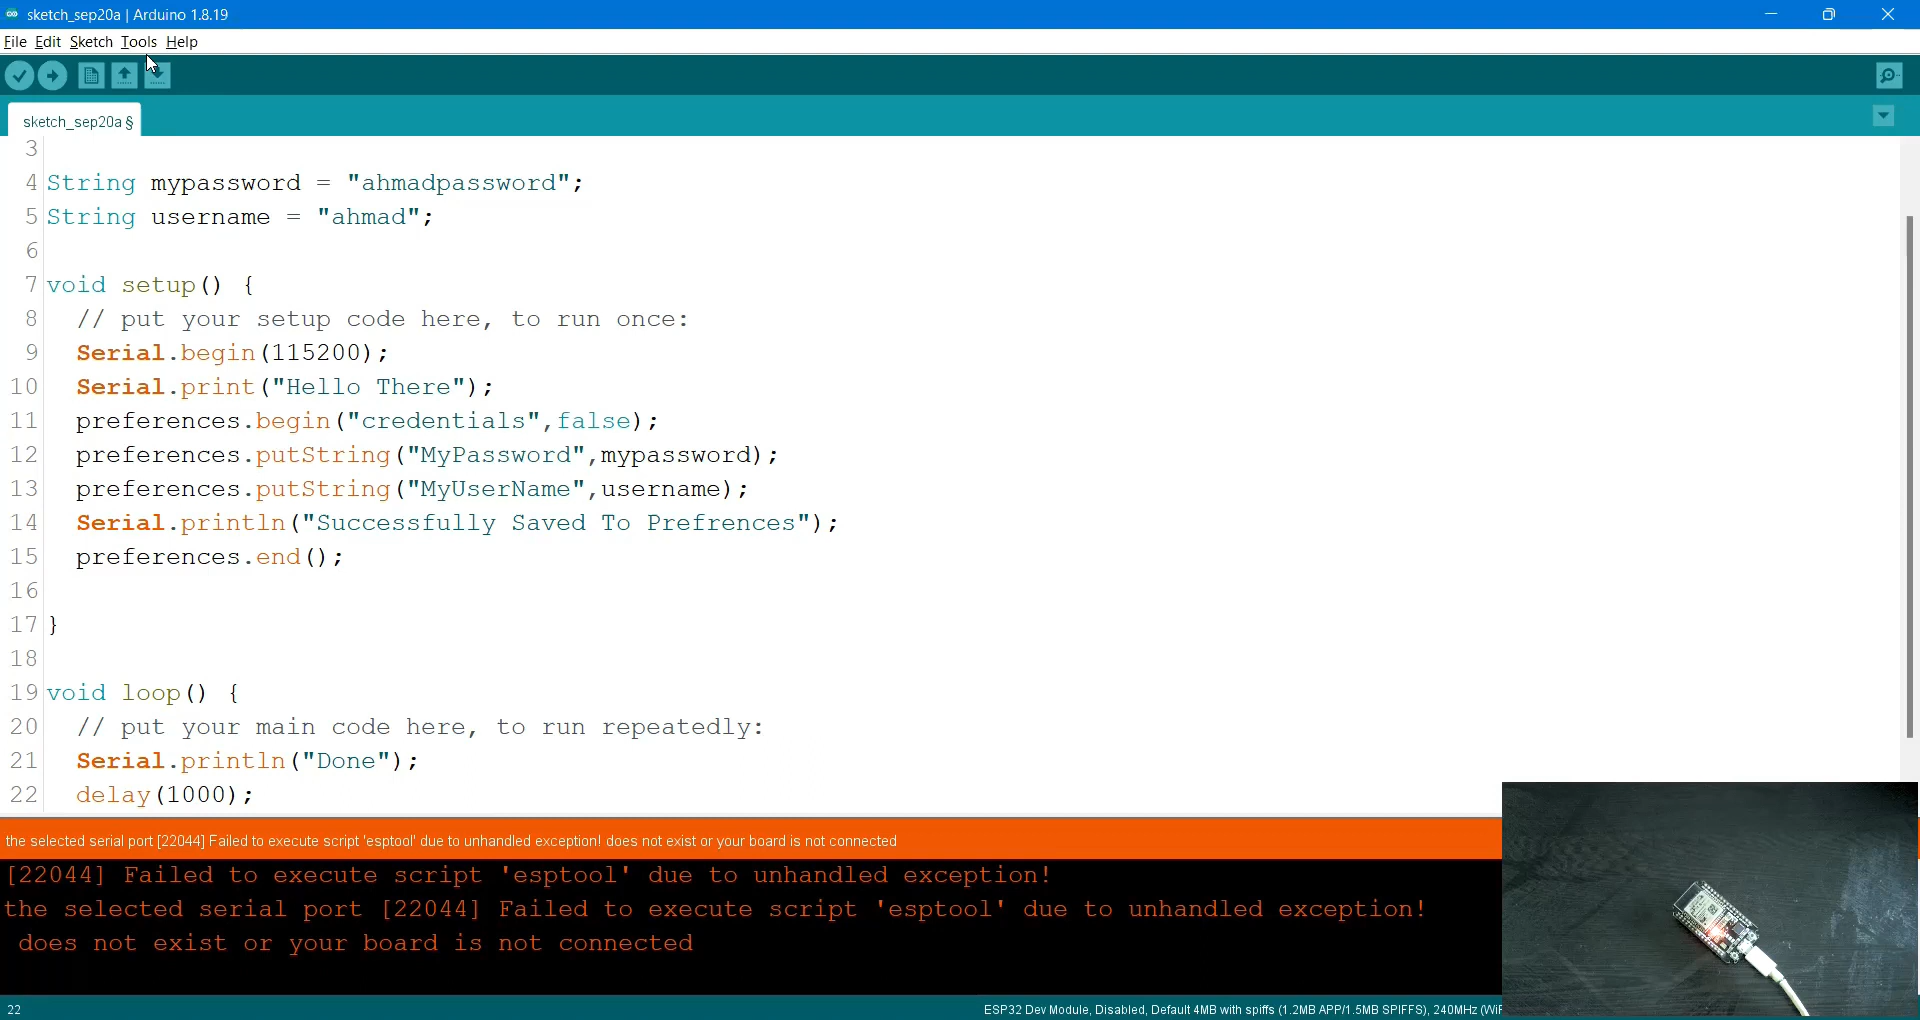 sketch_sep20a | Arduino 1.8.19
File Edit Sketch Tools Help
sketch_sep20a §
3
4 String mypassword = "ahmadpassword";
5 String username = "ahmad";
6
7 void setup() {
8 // put your setup code here, to run once:
9 Serial.begin(115200);
10 Serial.print("Hello There");
11 preferences.begin("credentials",false);
12 preferences.putString("MyPassword",mypassword);
13 preferences.putString("MyUserName",username);
14 Serial.println("Successfully Saved To Prefrences");
15 preferences.end();
16
17 }
18
19 void loop() {
20 // put your main code here, to run repeatedly:
21 Serial.println("Done");
22 delay(1000);
the selected serial port [22044] Failed to execute script 'esptool' due to unhandled exception! does not exist or your board is not connected
[22044] Failed to execute script 'esptool' due to unhandled exception!
the selected serial port [22044] Failed to execute script 'esptool' due to unhandled exception!
does not exist or your board is not connected
22
ESP32 Dev Module, Disabled, Default 4MB with spiffs (1.2MB APP/1.5MB SPIFFS), 240MHz